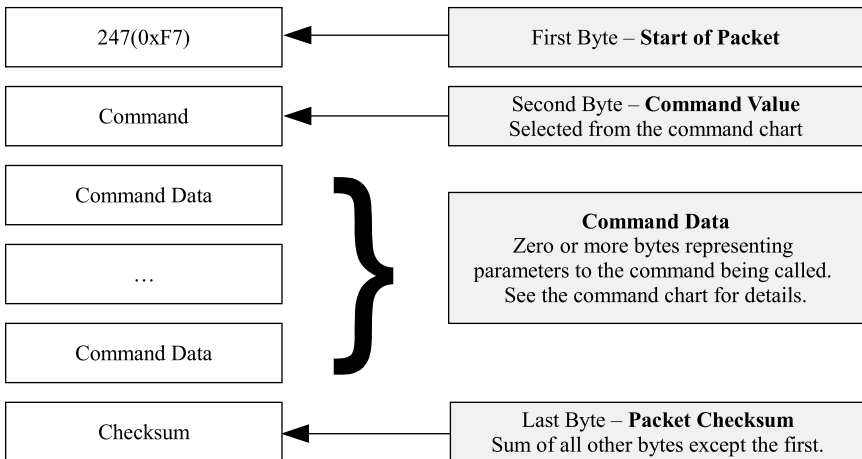 247(0xF7)
First Byte – Start of Packet
Command
Second Byte – Command Value
Selected from the command chart
Command Data
…
Command Data
Command Data
Zero or more bytes representing
parameters to the command being called.
See the command chart for details.
Checksum
Last Byte – Packet Checksum
Sum of all other bytes except the first.